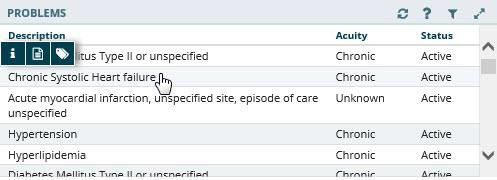 PROBLEMS
Description Acuity Status
Mellitus Type II or unspecified Chronic Active
Chronic Systolic Heart failure Chronic Active
Acute myocardial infarction, unspecified site, episode of care Unknown Active
unspecified
Hypertension Chronic Active
Hyperlipidemia Chronic Active
Diabetes Mellitus Type II or unspecified Chronic Active